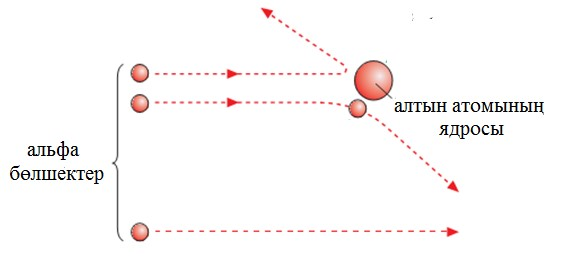 альфа
бөлшектер
алтын атомының
ядросы